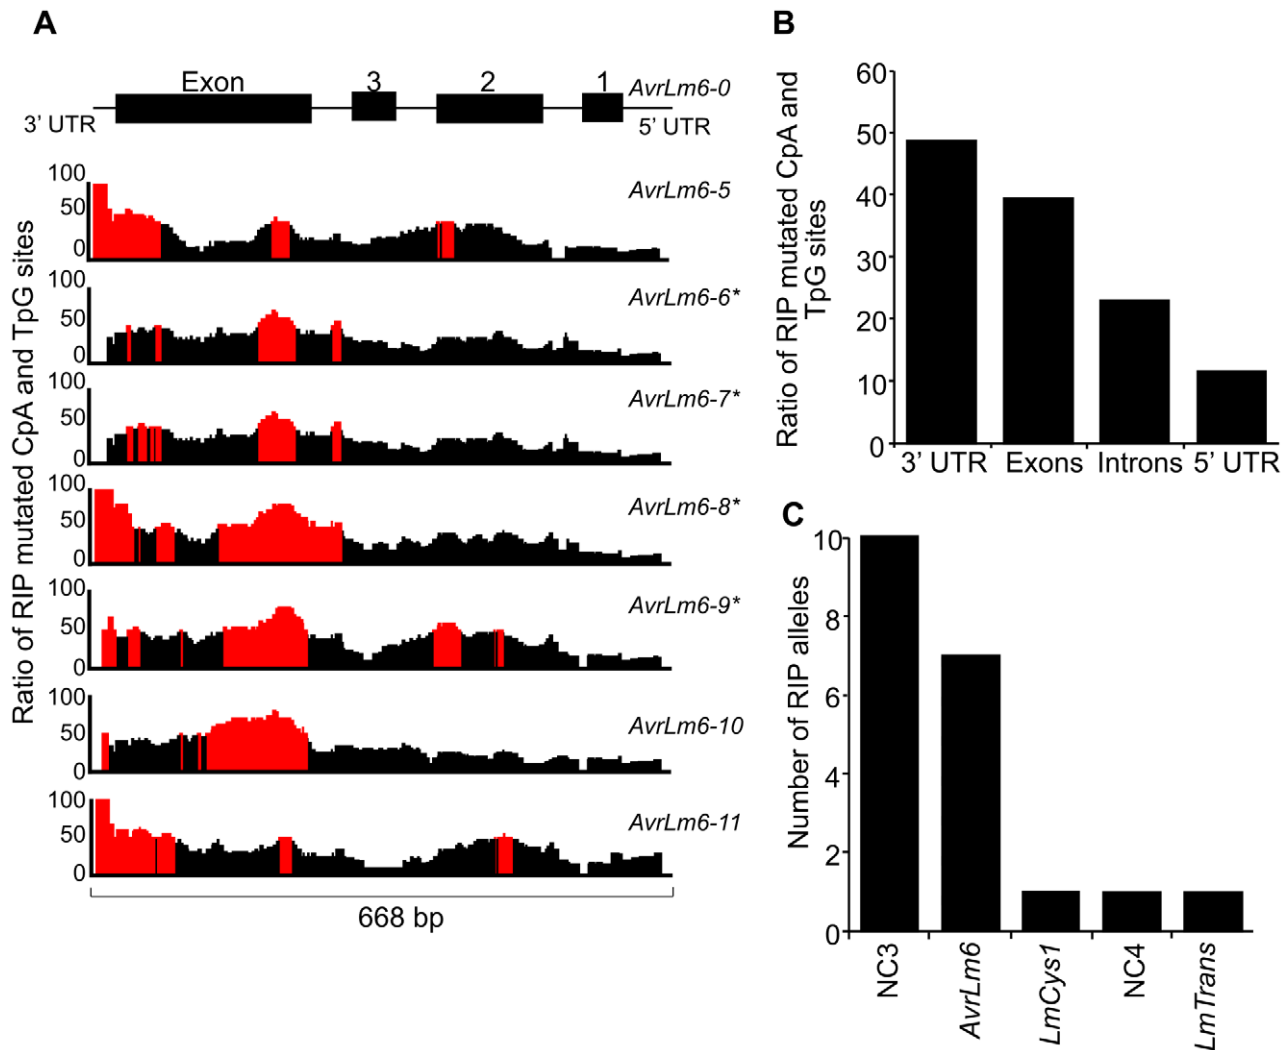 A
Exon
3
2
1
AvrLm6-0
3' UTR
5' UTR
Ratio of RIP mutated CpA and TpG sites
100
50
0
AvrLm6-5
100
50
0
AvrLm6-6*
100
50
0
AvrLm6-7*
100
50
0
AvrLm6-8*
100
50
0
AvrLm6-9*
100
50
0
AvrLm6-10
100
50
0
AvrLm6-11
668 bp
B
Ratio of RIP mutated CpA and
TpG sites
60
50
40
30
20
10
0
3' UTR
Exons
Introns
5' UTR
C
Number of RIP alleles
10
8
6
4
2
0
NC3
AvrLm6
LmCys1
NC4
LmTrans